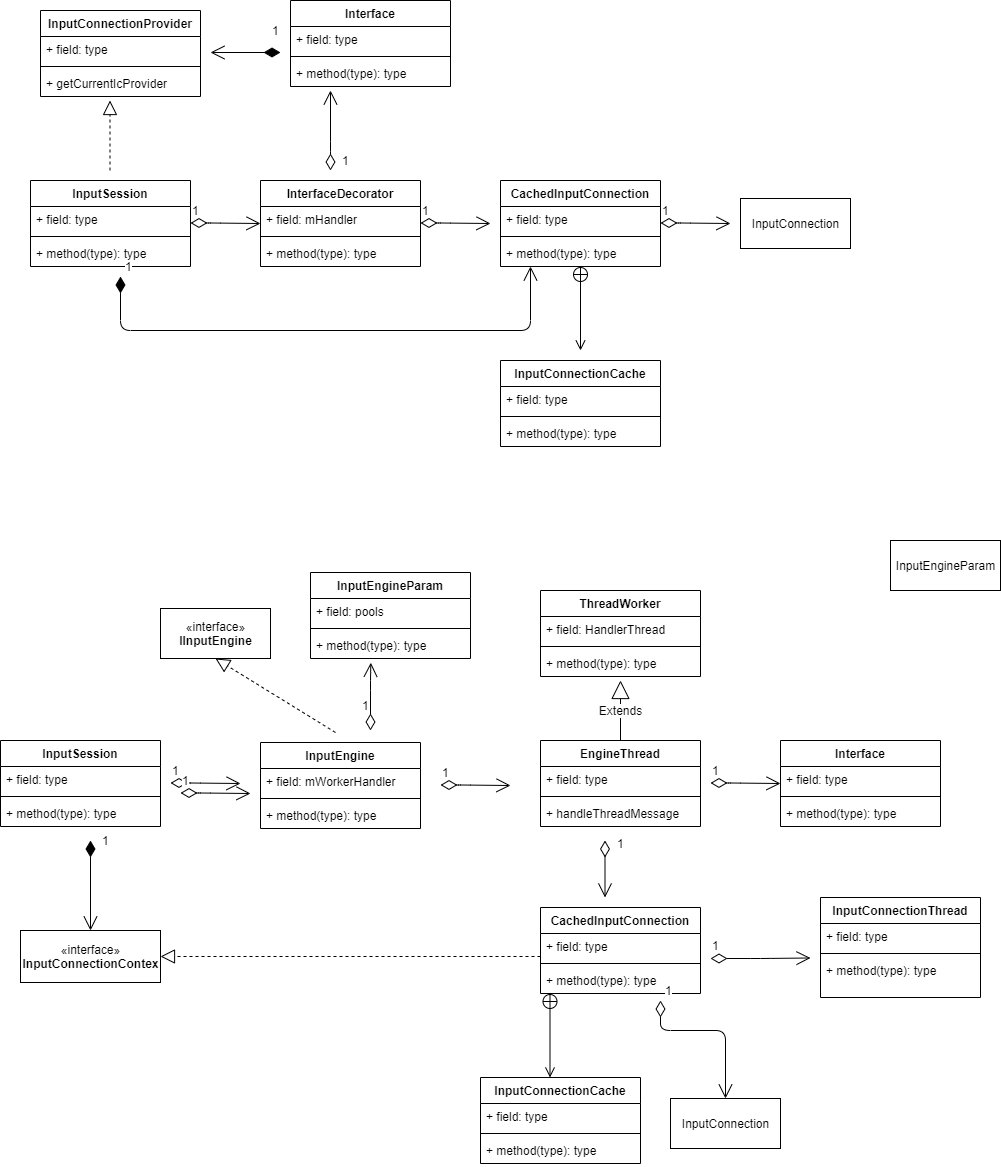 InputConnectionProvider
+ field: type
+ getCurrentIcProvider
1
Interface
+ field: type
+ method(type): type
1
InputSession
+ field: type
+ method(type): type
1
1
InterfaceDecorator
+ field: mHandler
+ method(type): type
1
CachedInputConnection
+ field: type
+ method(type): type
1
InputConnection
InputConnectionCache
+ field: type
+ method(type): type
InputEngineParam
«interface»
IInputEngine
InputEngineParam
+ field: pools
+ method(type): type
1
ThreadWorker
+ field: HandlerThread
+ method(type): type
Extends
InputSession
+ field: type
+ method(type): type
1
1
1
InputEngine
+ field: mWorkerHandler
+ method(type): type
1
EngineThread
+ field: type
+ handleThreadMessage
1
1
Interface
+ field: type
+ method(type): type
«interface»
InputConnectionContex
CachedInputConnection
+ field: type
+ method(type): type
1
1
InputConnectionThread
+ field: type
+ method(type): type
InputConnectionCache
+ field: type
+ method(type): type
InputConnection